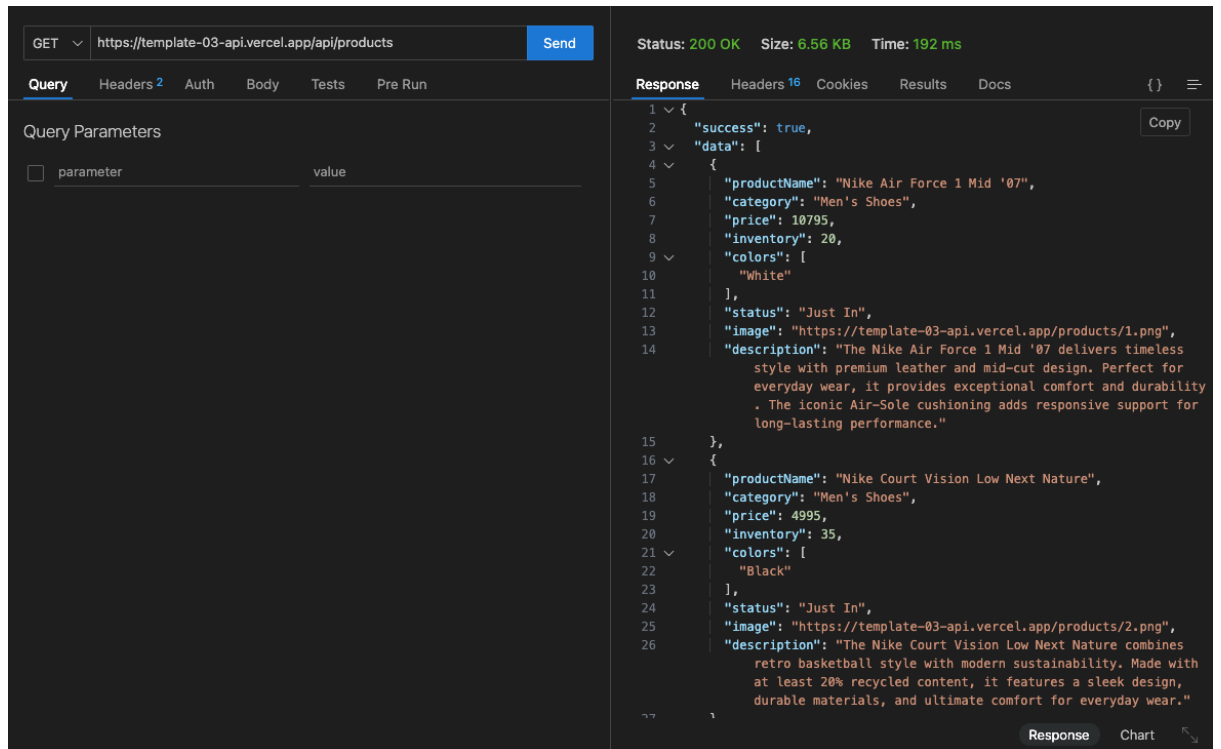 GET https://template-03-api.vercel.app/api/products Send
Query Headers 2 Auth Body Tests Pre Run
Query Parameters
parameter value
Status: 200 OK Size: 6.56 KB Time: 192 ms
Response Headers 16 Cookies Results Docs { }
Copy
1 {
2 "success": true,
3 "data": [
4 {
5 "productName": "Nike Air Force 1 Mid '07",
6 "category": "Men's Shoes",
7 "price": 10795,
8 "inventory": 20,
9 "colors": [
10 "White"
11 ],
12 "status": "Just In",
13 "image": "https://template-03-api.vercel.app/products/1.png",
14 "description": "The Nike Air Force 1 Mid '07 delivers timeless
style with premium leather and mid-cut design. Perfect for
everyday wear, it provides exceptional comfort and durability
. The iconic Air-Sole cushioning adds responsive support for
long-lasting performance."
15 },
16 {
17 "productName": "Nike Court Vision Low Next Nature",
18 "category": "Men's Shoes",
19 "price": 4995,
20 "inventory": 35,
21 "colors": [
22 "Black"
23 ],
24 "status": "Just In",
25 "image": "https://template-03-api.vercel.app/products/2.png",
26 "description": "The Nike Court Vision Low Next Nature combines
retro basketball style with modern sustainability. Made with
at least 20% recycled content, it features a sleek design,
durable materials, and ultimate comfort for everyday wear."
Response Chart